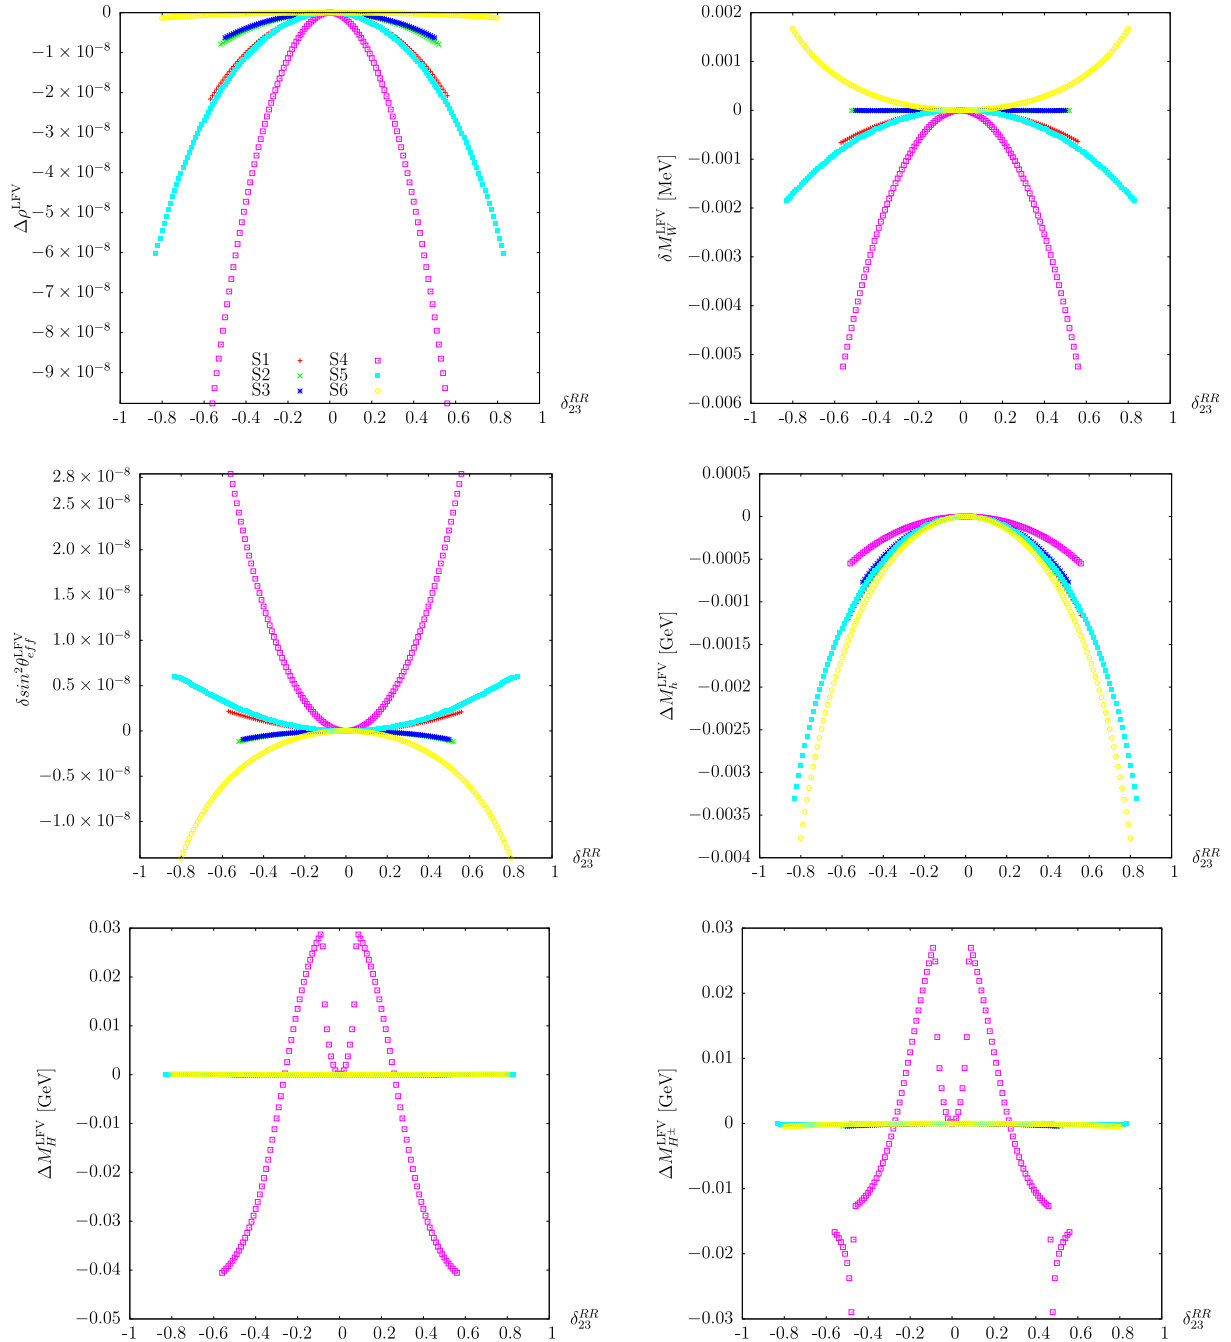 0
−1 × 10⁻⁸
−2 × 10⁻⁸
−3 × 10⁻⁸
−4 × 10⁻⁸
−5 × 10⁻⁸
−6 × 10⁻⁸
−7 × 10⁻⁸
−8 × 10⁻⁸
−9 × 10⁻⁸
Δρ^LFV
S1 S4
S2 S5
S3 S6
-1 -0.8 -0.6 -0.4 -0.2 0 0.2 0.4 0.6 0.8 1 δ_23^RR
0.002
0.001
0
−0.001
−0.002
−0.003
−0.004
−0.005
−0.006
δM_W^LFV [MeV]
-1 -0.8 -0.6 -0.4 -0.2 0 0.2 0.4 0.6 0.8 1 δ_23^RR
2.8 × 10⁻⁸
2.5 × 10⁻⁸
2.0 × 10⁻⁸
1.5 × 10⁻⁸
1.0 × 10⁻⁸
0.5 × 10⁻⁸
0
−0.5 × 10⁻⁸
−1.0 × 10⁻⁸
δsin²θ_eff^LFV
-1 -0.8 -0.6 -0.4 -0.2 0 0.2 0.4 0.6 0.8 1 δ_23^RR
0.0005
0
−0.0005
−0.001
−0.0015
−0.002
−0.0025
−0.003
−0.0035
−0.004
ΔM_h^LFV [GeV]
-1 -0.8 -0.6 -0.4 -0.2 0 0.2 0.4 0.6 0.8 1 δ_23^RR
0.03
0.02
0.01
0
−0.01
−0.02
−0.03
−0.04
−0.05
ΔM_H^LFV [GeV]
-1 -0.8 -0.6 -0.4 -0.2 0 0.2 0.4 0.6 0.8 1 δ_23^RR
0.03
0.02
0.01
0
−0.01
−0.02
−0.03
ΔM_H±^LFV [GeV]
-1 -0.8 -0.6 -0.4 -0.2 0 0.2 0.4 0.6 0.8 1 δ_23^RR